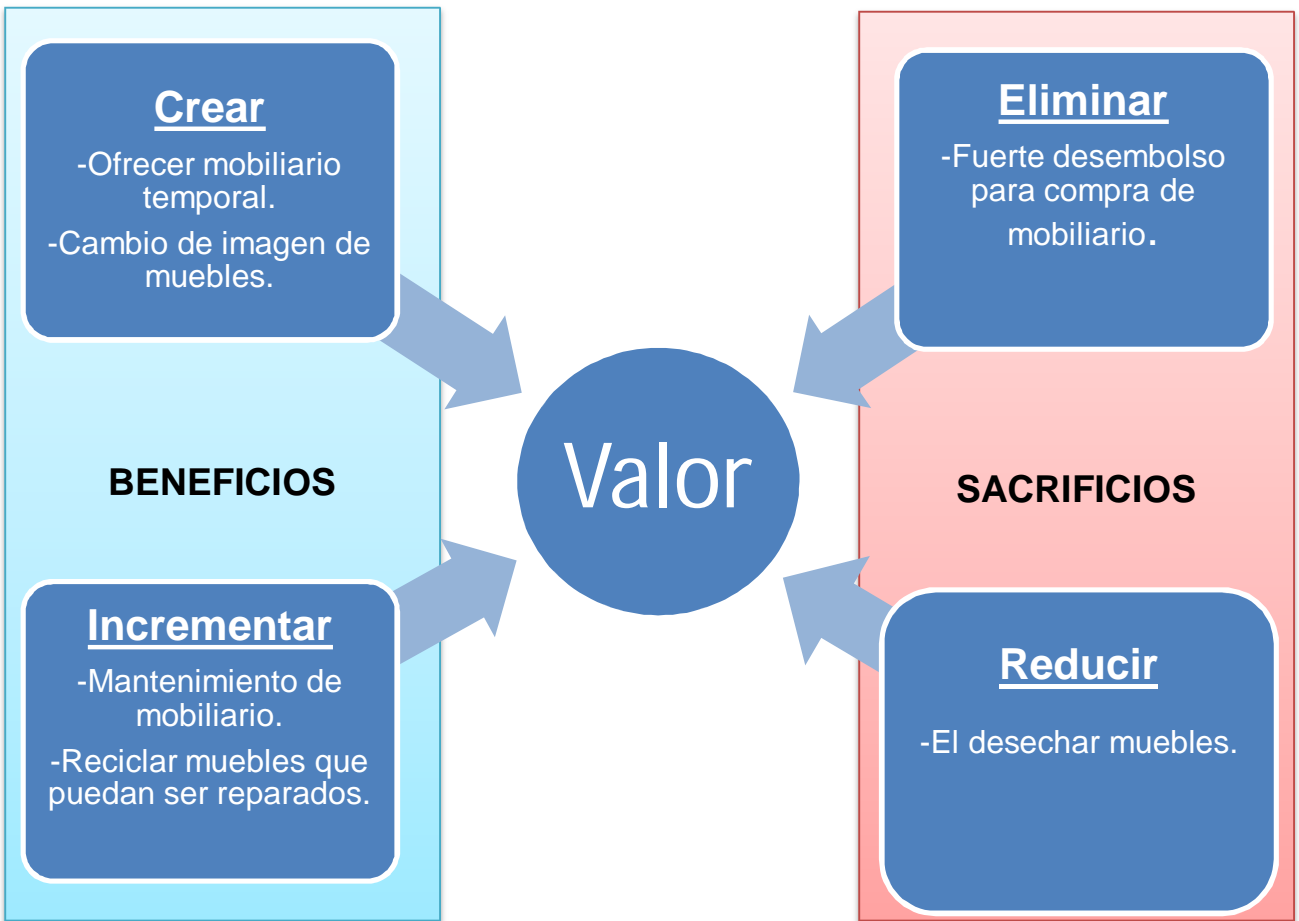 Crear
-Ofrecer mobiliario
temporal.
-Cambio de imagen de
muebles.
BENEFICIOS
Incrementar
-Mantenimiento de
mobiliario.
-Reciclar muebles que
puedan ser reparados.
Valor
Eliminar
-Fuerte desembolso
para compra de
mobiliario.
SACRIFICIOS
Reducir
-El desechar muebles.